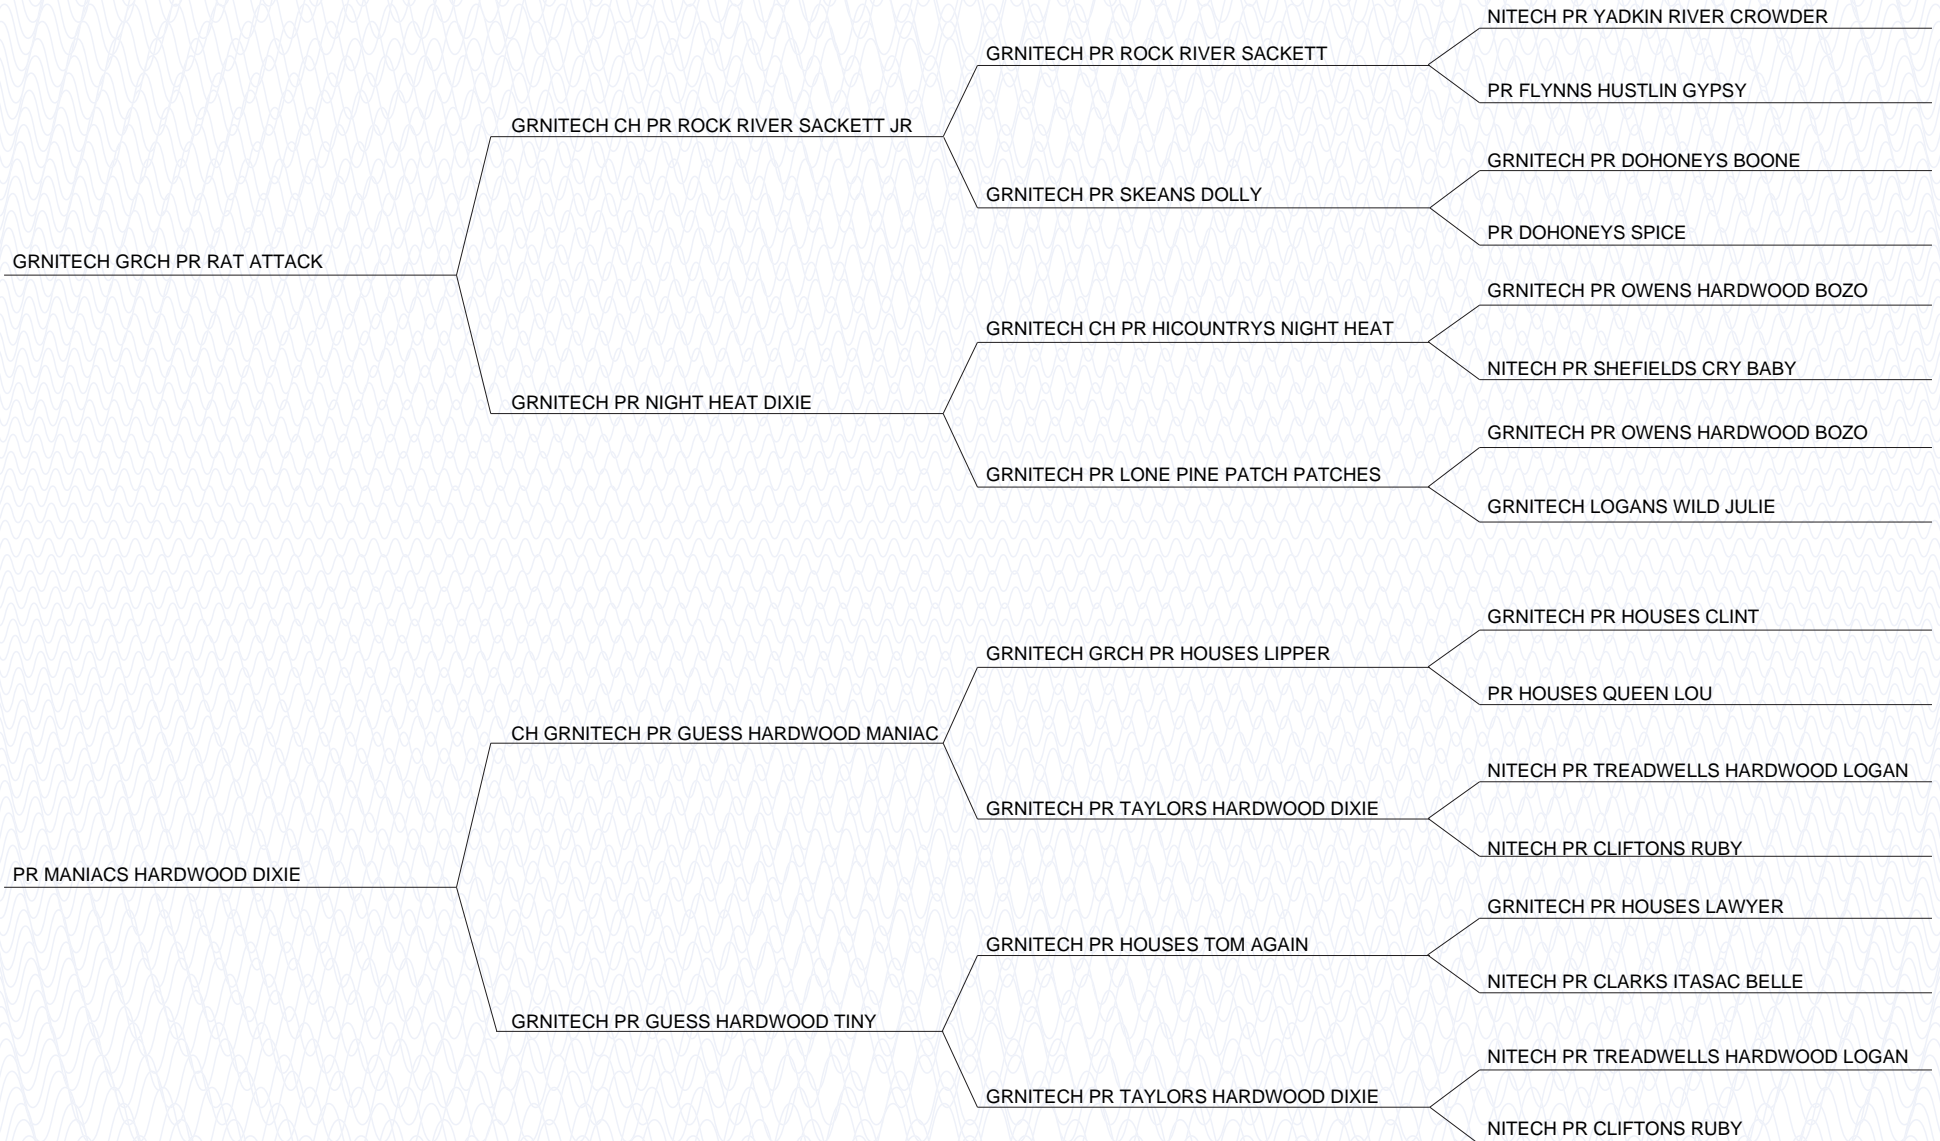 NITECH PR YADKIN RIVER CROWDER
GRNITECH PR ROCK RIVER SACKETT
PR FLYNNS HUSTLIN GYPSY
GRNITECH CH PR ROCK RIVER SACKETT JR
GRNITECH PR DOHONEYS BOONE
GRNITECH PR SKEANS DOLLY
PR DOHONEYS SPICE
GRNITECH GRCH PR RAT ATTACK
GRNITECH PR OWENS HARDWOOD BOZO
GRNITECH CH PR HICOUNTRYS NIGHT HEAT
NITECH PR SHEFIELDS CRY BABY
GRNITECH PR NIGHT HEAT DIXIE
GRNITECH PR OWENS HARDWOOD BOZO
GRNITECH PR LONE PINE PATCH PATCHES
GRNITECH LOGANS WILD JULIE
GRNITECH PR HOUSES CLINT
GRNITECH GRCH PR HOUSES LIPPER
PR HOUSES QUEEN LOU
CH GRNITECH PR GUESS HARDWOOD MANIAC
NITECH PR TREADWELLS HARDWOOD LOGAN
GRNITECH PR TAYLORS HARDWOOD DIXIE
NITECH PR CLIFTONS RUBY
PR MANIACS HARDWOOD DIXIE
GRNITECH PR HOUSES LAWYER
GRNITECH PR HOUSES TOM AGAIN
NITECH PR CLARKS ITASAC BELLE
GRNITECH PR GUESS HARDWOOD TINY
NITECH PR TREADWELLS HARDWOOD LOGAN
GRNITECH PR TAYLORS HARDWOOD DIXIE
NITECH PR CLIFTONS RUBY